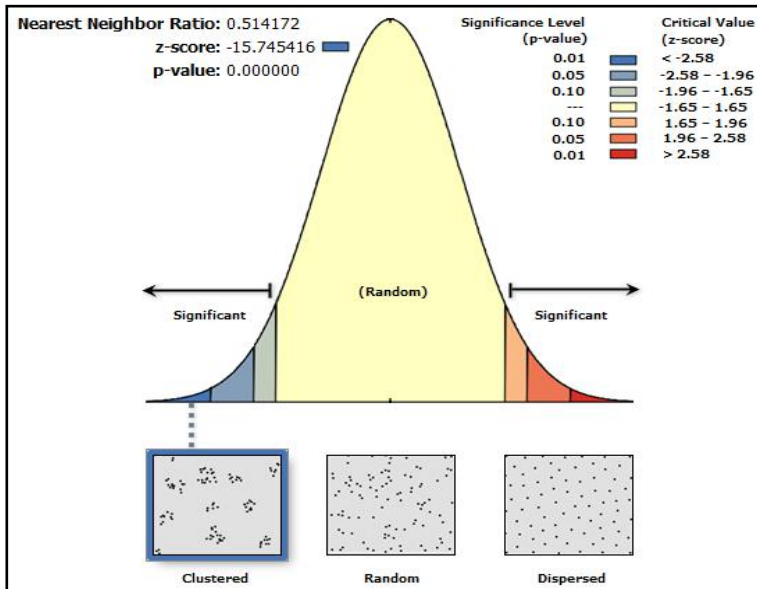 Nearest Neighbor Ratio: 0.514172
z-score: -15.745416
p-value: 0.000000
Significance Level
(p-value)
Critical Value
(z-score)
0.01 < -2.58
0.05 -2.58 – -1.96
0.10 -1.96 – -1.65
--- -1.65 – 1.65
0.10 1.65 – 1.96
0.05 1.96 – 2.58
0.01 > 2.58
Significant
(Random)
Significant
Clustered
Random
Dispersed